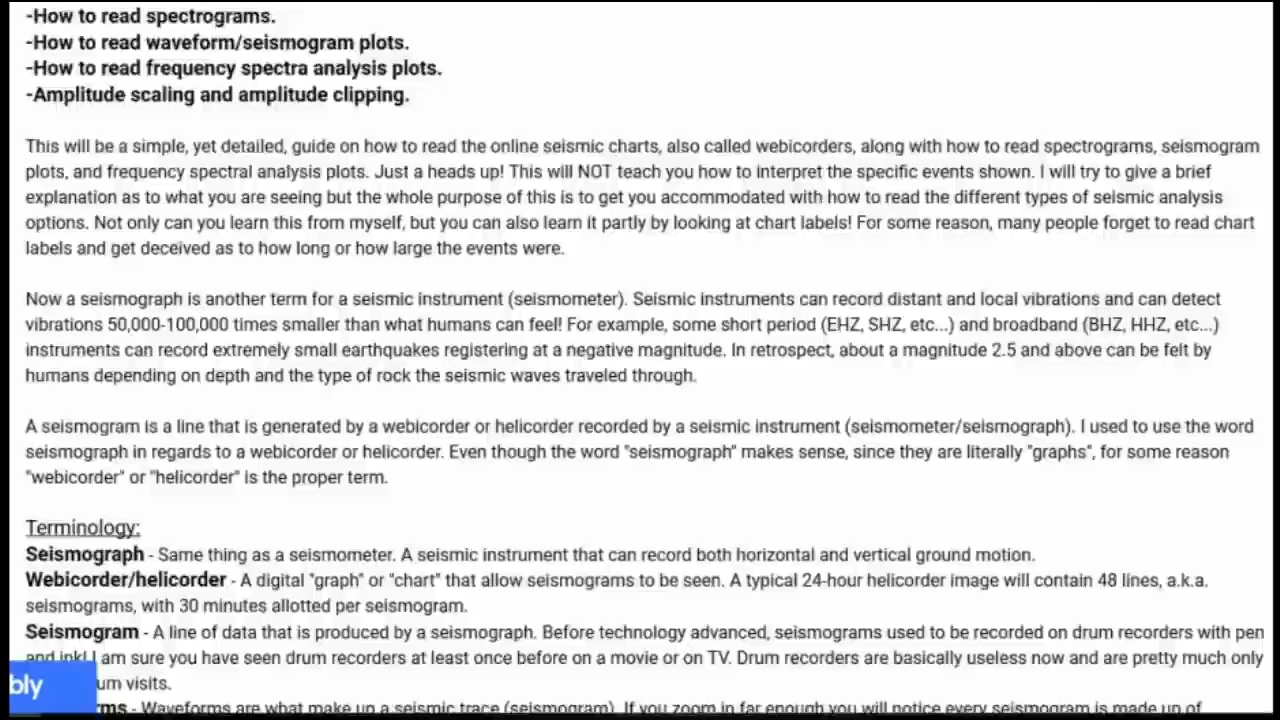 -How to read spectrograms.
-How to read waveform/seismogram plots.
-How to read frequency spectra analysis plots.
-Amplitude scaling and amplitude clipping.
This will be a simple, yet detailed, guide on how to read the online seismic charts, also called webicorders, along with how to read spectrograms, seismogram
plots, and frequency spectral analysis plots. Just a heads up! This will NOT teach you how to interpret the specific events shown. I will try to give a brief
explanation as to what you are seeing but the whole purpose of this is to get you accommodated with how to read the different types of seismic analysis
options. Not only can you learn this from myself, but you can also learn it partly by looking at chart labels! For some reason, many people forget to read chart
labels and get deceived as to how long or how large the events were.
Now a seismograph is another term for a seismic instrument (seismometer). Seismic instruments can record distant and local vibrations and can detect
vibrations 50,000-100,000 times smaller than what humans can feel! For example, some short period (EHZ, SHZ, etc...) and broadband (BHZ, HHZ, etc...)
instruments can record extremely small earthquakes registering at a negative magnitude. In retrospect, about a magnitude 2.5 and above can be felt by
humans depending on depth and the type of rock the seismic waves traveled through.
A seismogram is a line that is generated by a webicorder or helicorder recorded by a seismic instrument (seismometer/seismograph). I used to use the word
seismograph in regards to a webicorder or helicorder. Even though the word "seismograph" makes sense, since they are literally "graphs", for some reason
"webicorder" or "helicorder" is the proper term.
Terminology:
Seismograph - Same thing as a seismometer. A seismic instrument that can record both horizontal and vertical ground motion.
Webicorder/helicorder - A digital "graph" or "chart" that allow seismograms to be seen. A typical 24-hour helicorder image will contain 48 lines, a.k.a.
seismograms, with 30 minutes allotted per seismogram.
Seismogram - A line of data that is produced by a seismograph. Before technology advanced, seismograms used to be recorded on drum recorders with pen
and ink! I am sure you have seen drum recorders at least once before on a movie or on TV. Drum recorders are basically useless now and are pretty much only
bly um visits.
rms - Waveforms are what make up a seismic trace (seismogram). If you zoom in far enough you will notice every seismogram is made up of